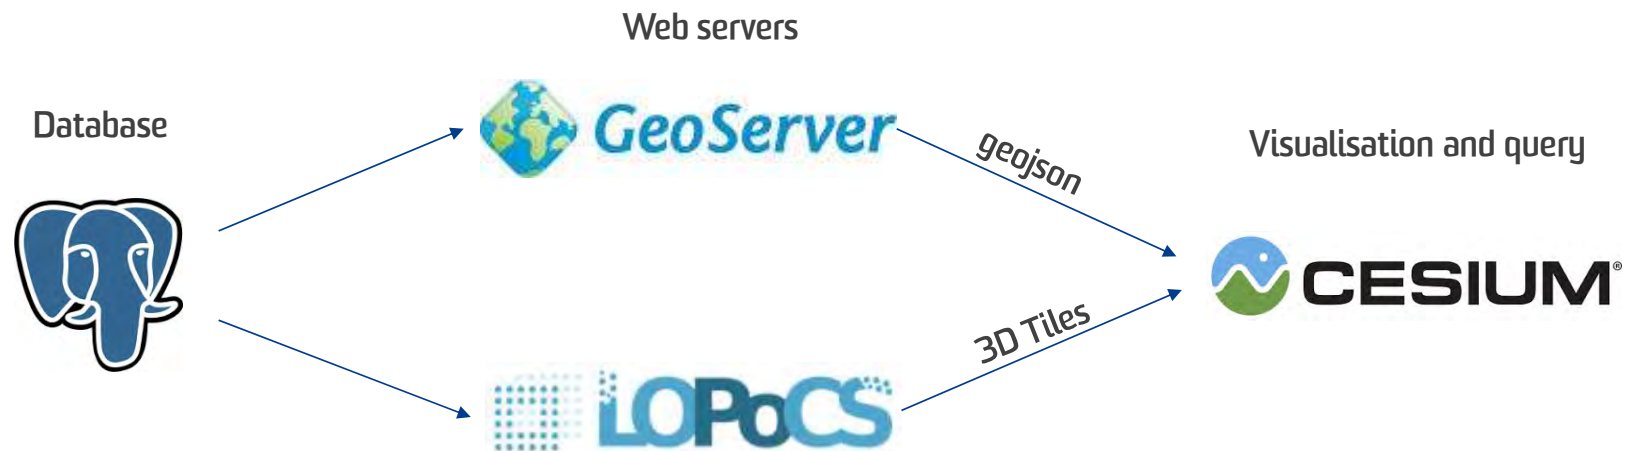 Web servers
Database
GeoServer
geojson
Visualisation and query
CESIUM®
3D Tiles
LOPoCS